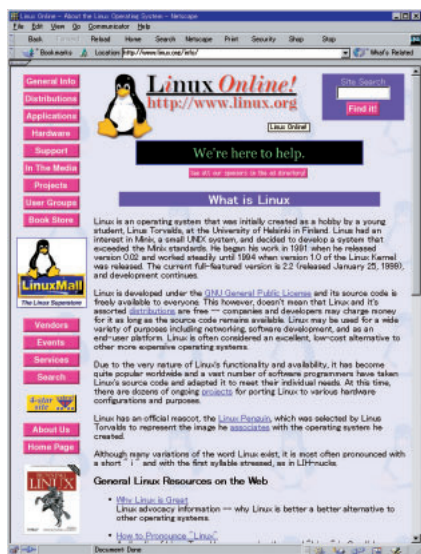 Linux Online - About the Linux Operating System - Netscape
File Edit View Go Communicator Help
Back Forward Reload Home Search Netscape Print Security Shop Stop
Bookmarks Location: http://www.linux.org/info/ What's Related
General Info
Distributions
Applications
Hardware
Support
In The Media
Projects
User Groups
Book Store
LinuxMall
The Linux Superstore
Vendors
Events
Services
Search
4-star
site
About Us
Home Page
LINUX
Linux Online!
http://www.linux.org
Linux Online!
Site Search
Find it!
We're here to help.
See all our sponsors in the ad directory!
What is Linux
Linux is an operating system that was initially created as a hobby by a young
student, Linus Torvalds, at the University of Helsinki in Finland. Linus had an
interest in Minix, a small UNIX system, and decided to develop a system that
exceeded the Minix standards. He began his work in 1991 when he released
version 0.02 and worked steadily until 1994 when version 1.0 of the Linux Kernel
was released. The current full-featured version is 2.2 (released January 25, 1999),
and development continues.
Linux is developed under the GNU General Public License and its source code is
freely available to everyone. This however, doesn't mean that Linux and it's
assorted distributions are free -- companies and developers may charge money
for it as long as the source code remains available. Linux may be used for a wide
variety of purposes including networking, software development, and as an
end-user platform. Linux is often considered an excellent, low-cost alternative to
other more expensive operating systems.
Due to the very nature of Linux's functionality and availability, it has become
quite popular worldwide and a vast number of software programmers have taken
Linux's source code and adapted it to meet their individual needs. At this time,
there are dozens of ongoing projects for porting Linux to various hardware
configurations and purposes.
Linux has an official mascot, the Linux Penguin, which was selected by Linus
Torvalds to represent the image he associates with the operating system he
created.
Although many variations of the word Linux exist, it is most often pronounced with
a short " i " and with the first syllable stressed, as in LIH-nucks.
General Linux Resources on the Web
• Why Linux is Great
Linux advocacy information -- why Linux is better a better alternative to
other operating systems.
• How to Pronounce "Linux"
Document: Done